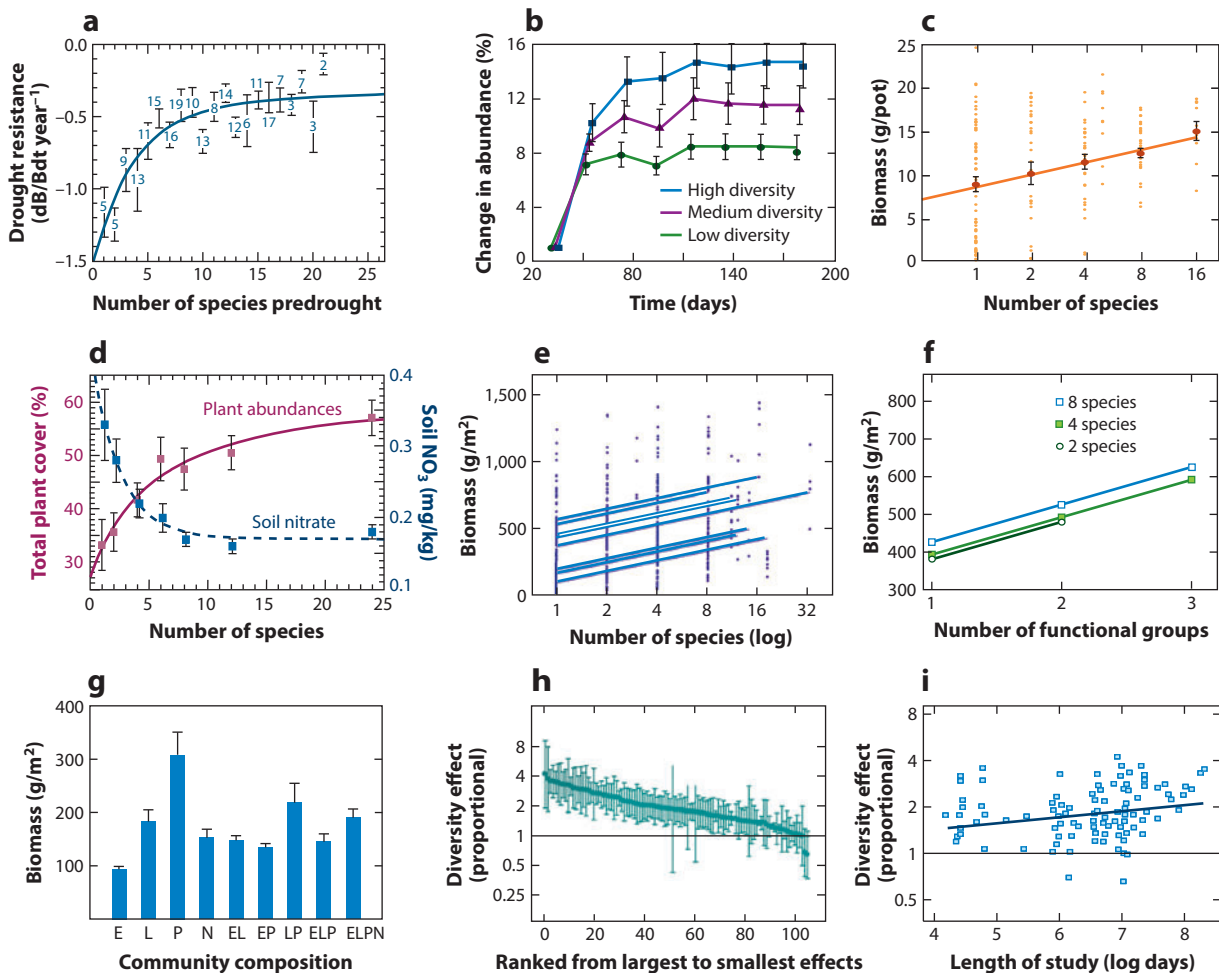 a
0.0
–0.5
–1.0
–1.5
Drought resistance
(dB/Bdt year⁻¹)
5
5
9
13
11
15
16
19
10
13
8
14
12
6
11
17
7
3
7
3
2
0
5
10
15
20
25
Number of species predrought
b
16
12
8
4
0
Change in abundance (%)
High diversity
Medium diversity
Low diversity
20
80
140
200
Time (days)
c
25
20
15
10
5
0
Biomass (g/pot)
1
2
4
8
16
Number of species
d
60
50
40
30
Total plant cover (%)
Plant abundances
Soil nitrate
0.4
0.3
0.2
0.1
Soil NO₃ (mg/kg)
0
5
10
15
20
25
Number of species
e
1,500
1,000
500
0
Biomass (g/m²)
1
2
4
8
16
32
Number of species (log)
f
800
700
600
500
400
300
Biomass (g/m²)
8 species
4 species
2 species
1
2
3
Number of functional groups
g
400
300
200
100
Biomass (g/m²)
E
L
P
N
EL
EP
LP
ELP
ELPN
Community composition
h
8
4
2
1
0.5
0.25
Diversity effect
(proportional)
0
20
40
60
80
100
Ranked from largest to smallest effects
i
8
4
2
1
0.5
Diversity effect
(proportional)
4
5
6
7
8
Length of study (log days)